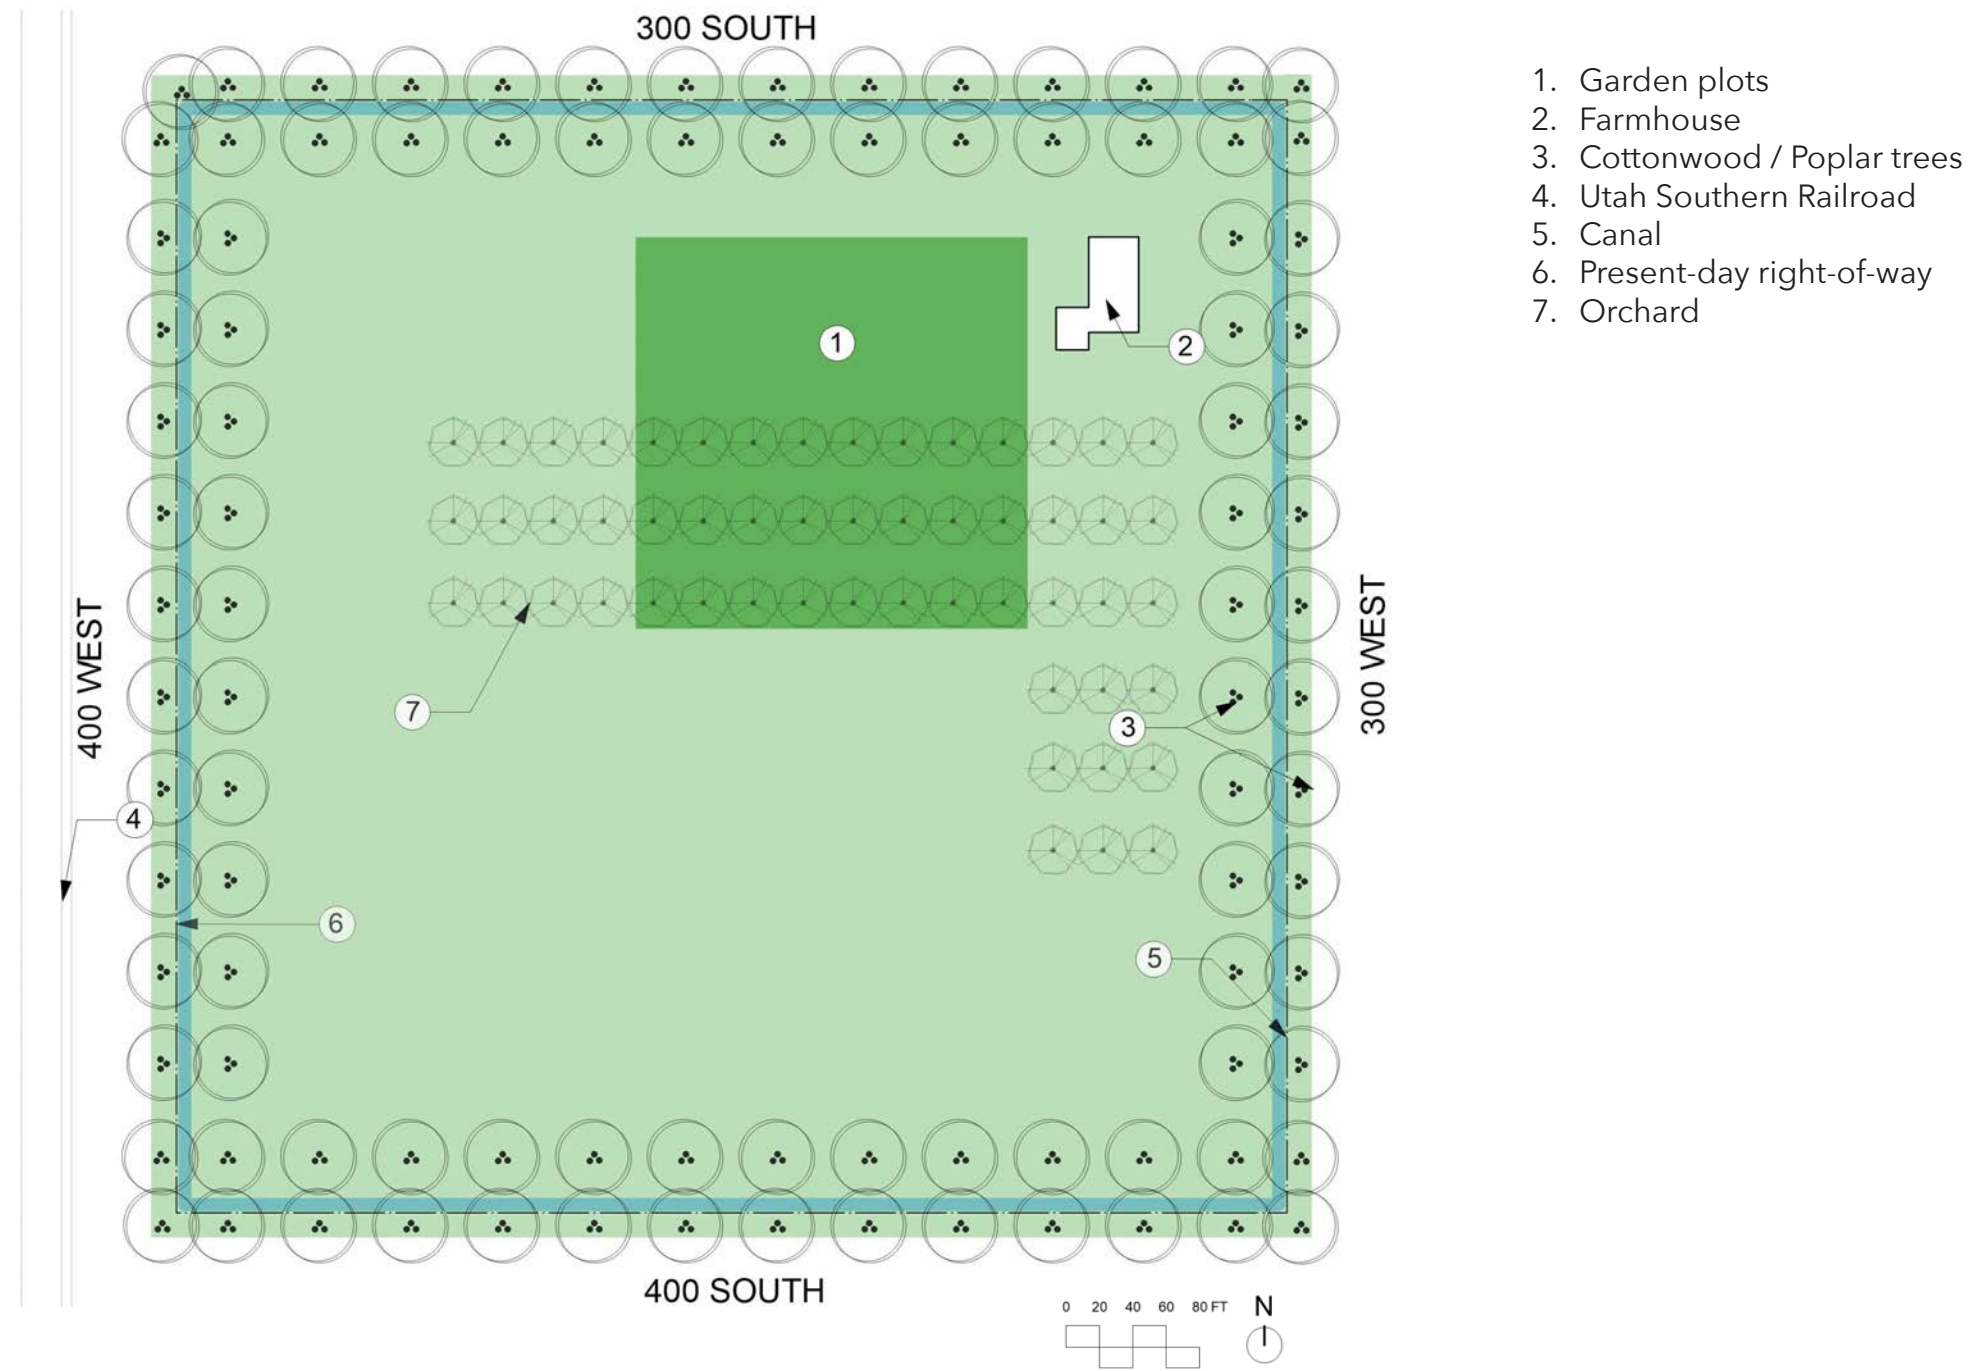 300 SOUTH
1. Garden plots
2. Farmhouse
3. Cottonwood / Poplar trees
4. Utah Southern Railroad
5. Canal
6. Present-day right-of-way
7. Orchard
1
2
400 WEST
300 WEST
7
3
4
6
5
400 SOUTH
0 20 40 60 80 FT
N